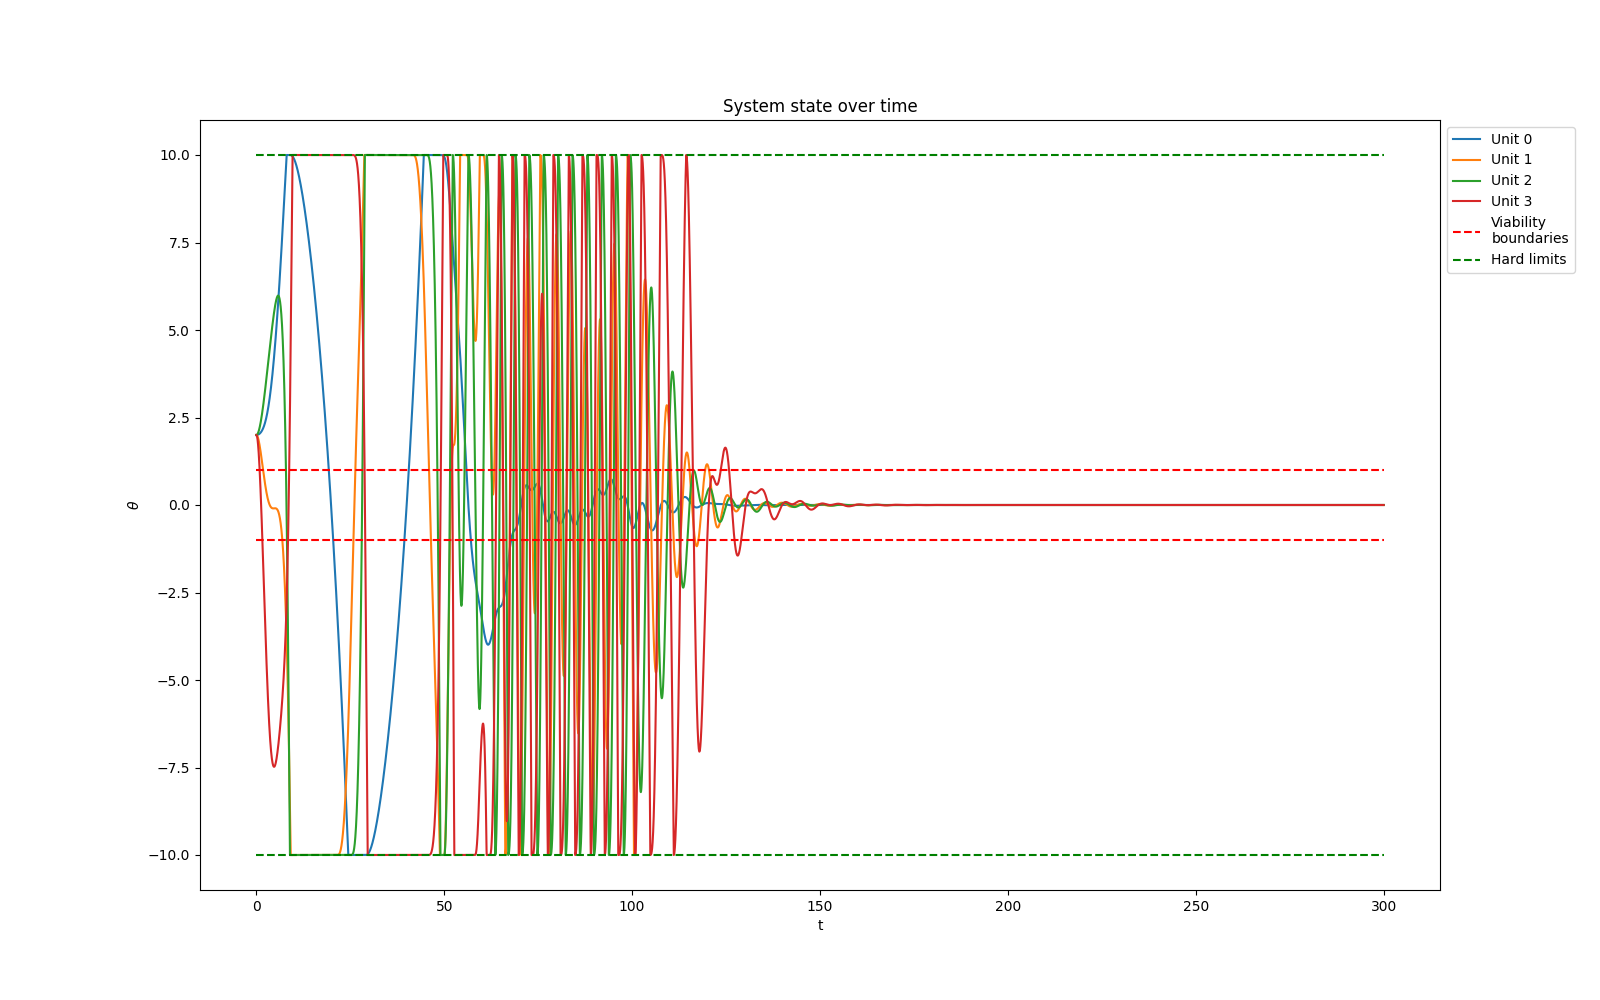 System state over time
10.0
7.5
5.0
2.5
0.0
−2.5
−5.0
−7.5
−10.0
θ
0
50
100
150
200
250
300
t
Unit 0
Unit 1
Unit 2
Unit 3
Viability
boundaries
Hard limits